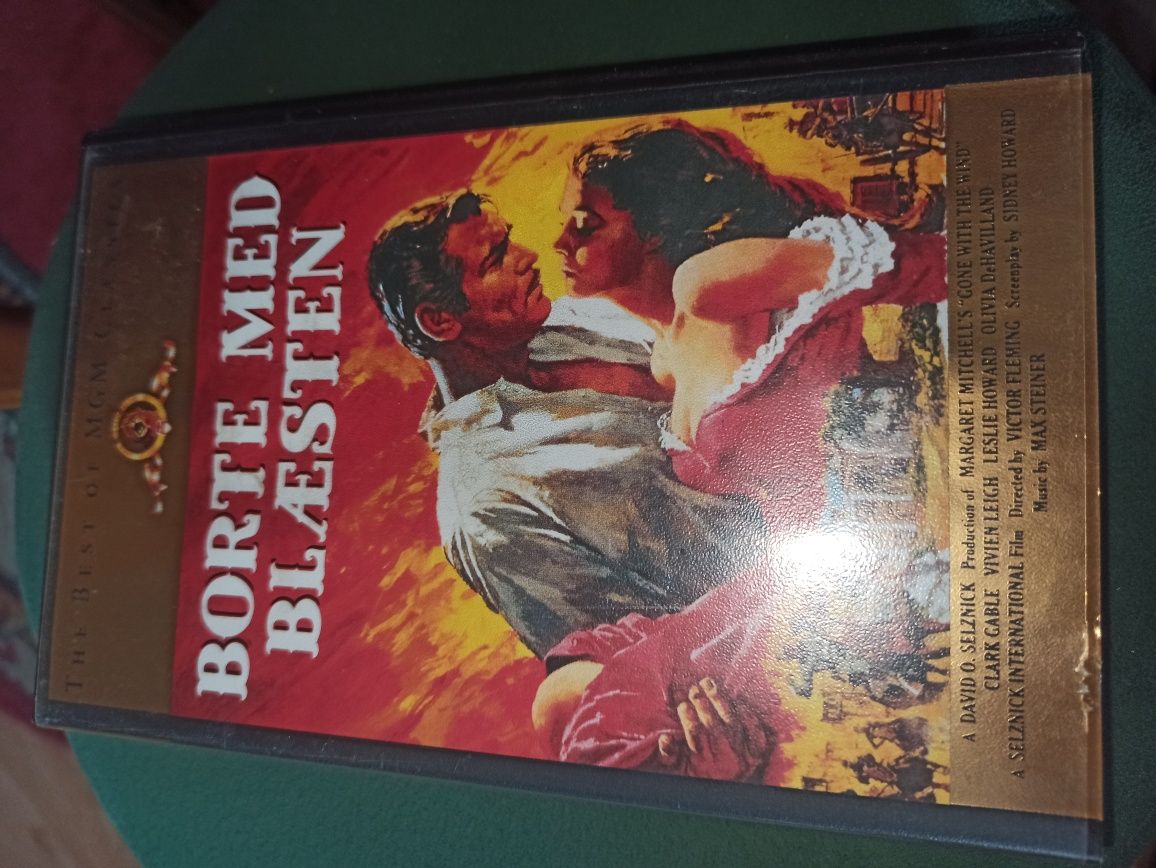 THE BEST OF MGM CLASSICS
BORTE MED
BLÆSTEN
A DAVID O. SELZNICK Production of MARGARET MITCHELL'S "GONE WITH THE WIND"
CLARK GABLE VIVIEN LEIGH LESLIE HOWARD OLIVIA DeHAVILLAND
A SELZNICK INTERNATIONAL Film Directed by VICTOR FLEMING Screenplay by SIDNEY HOWARD
Music by MAX STEINER